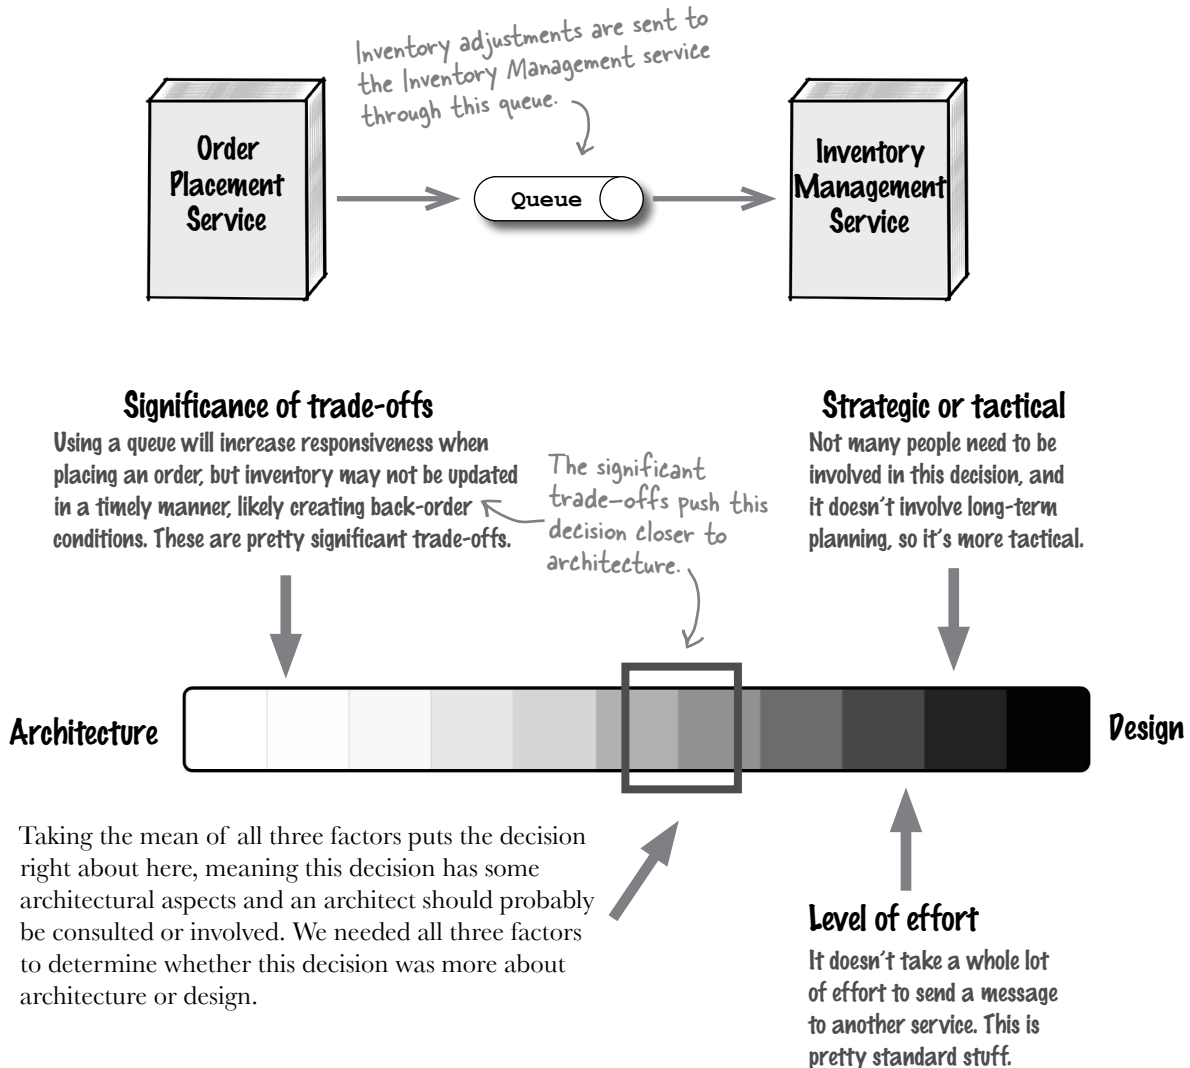 Inventory adjustments are sent to
the Inventory Management service
through this queue.
Order
Placement
Service
Queue
Inventory
Management
Service
Significance of trade-offs
Using a queue will increase responsiveness when
placing an order, but inventory may not be updated
in a timely manner, likely creating back-order
conditions. These are pretty significant trade-offs.
The significant
trade-offs push this
decision closer to
architecture.
Strategic or tactical
Not many people need to be
involved in this decision, and
it doesn't involve long-term
planning, so it's more tactical.
Architecture
Design
Taking the mean of all three factors puts the decision
right about here, meaning this decision has some
architectural aspects and an architect should probably
be consulted or involved. We needed all three factors
to determine whether this decision was more about
architecture or design.
Level of effort
It doesn't take a whole lot
of effort to send a message
to another service. This is
pretty standard stuff.